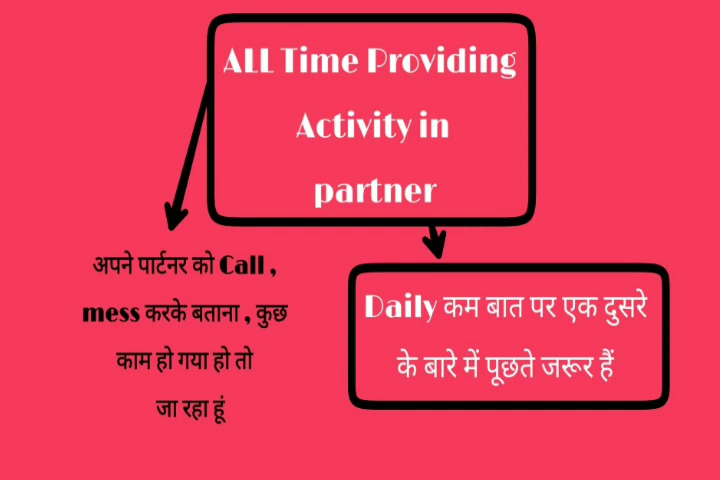 ALL Time Providing
Activity in
partner
अपने पार्टनर को Call ,
mess करके बताना , कुछ
काम हो गया हो तो
जा रहा हूं
Daily कम बात पर एक दुसरे
के बारे में पूछते जरूर हैं